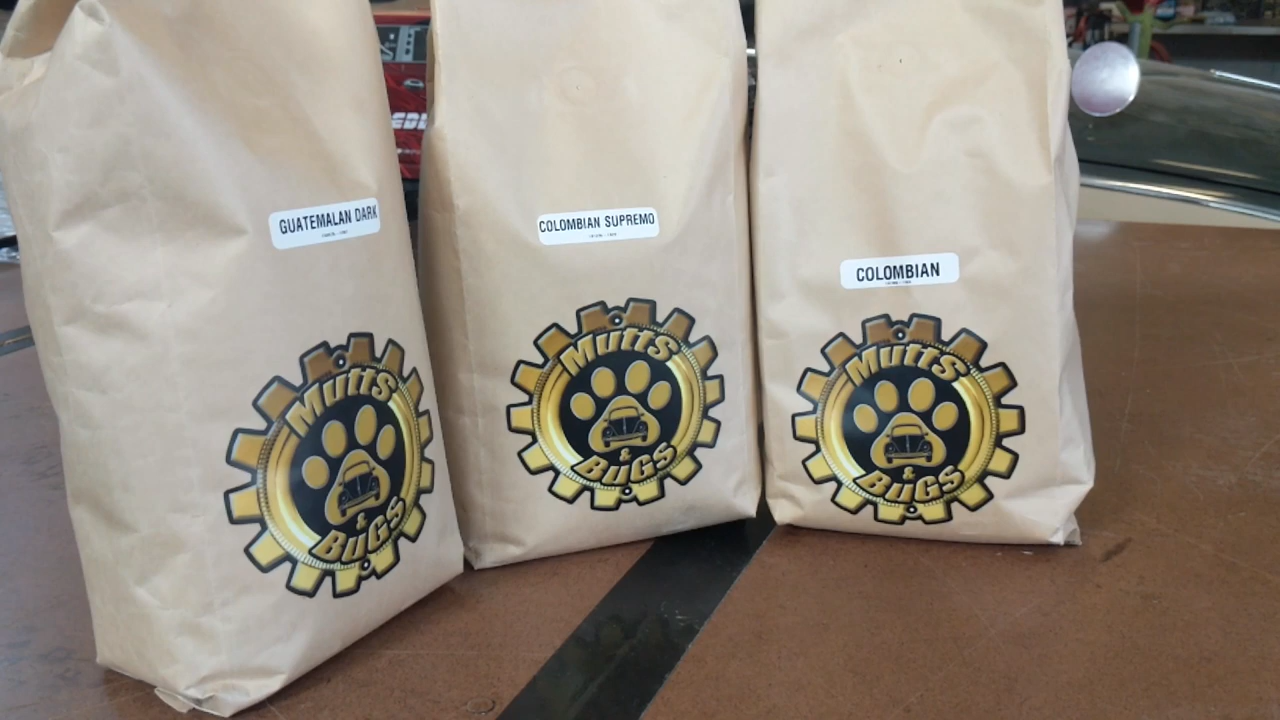 GUATEMALAN DARK
MuttS
&
BuGS
COLOMBIAN SUPREMO
MuttS
&
BuGS
COLOMBIAN
MuttS
&
BuGS